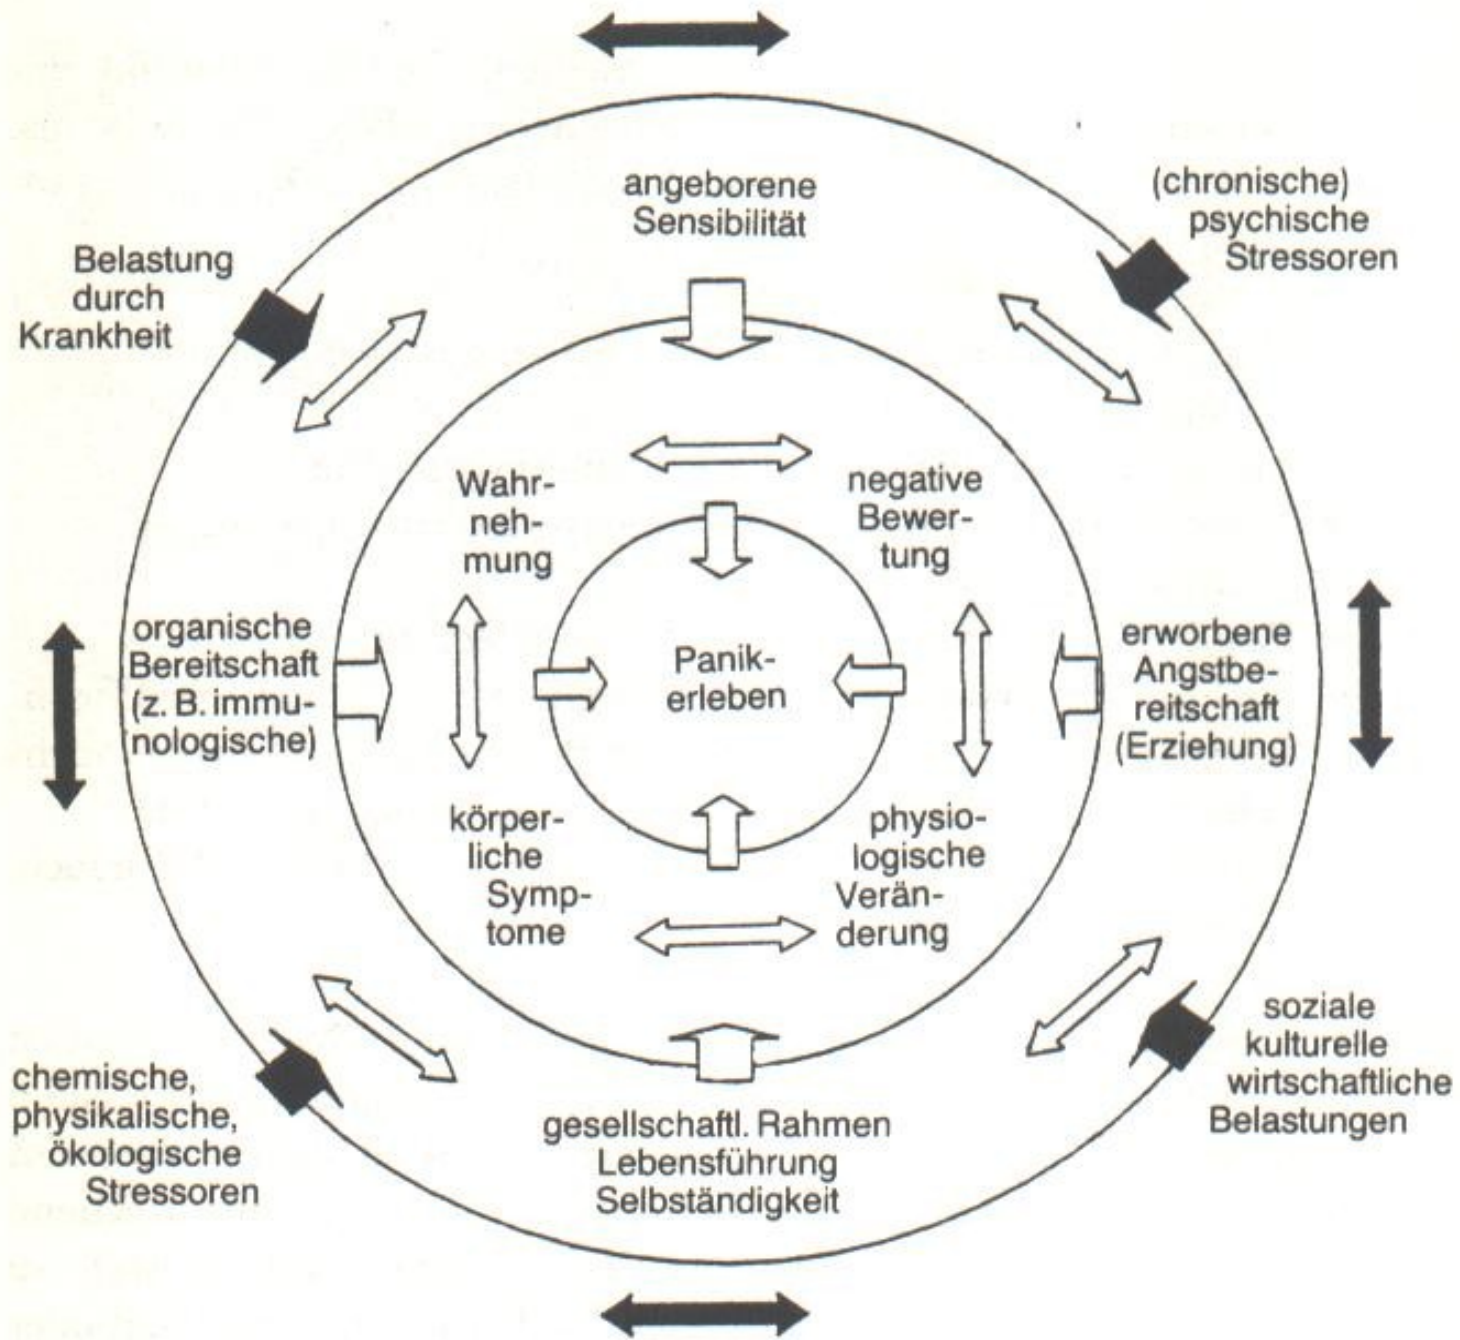 angeborene
Sensibilität
(chronische)
psychische
Stressoren
Belastung
durch
Krankheit
Wahr-
neh-
mung
negative
Bewer-
tung
organische
Bereitschaft
(z. B. immu-
nologische)
Panik-
erleben
erworbene
Angstbe-
reitschaft
(Erziehung)
körper-
liche
Symp-
tome
physio-
logische
Verän-
derung
chemische,
physikalische,
ökologische
Stressoren
gesellschaftl. Rahmen
Lebensführung
Selbständigkeit
soziale
kulturelle
wirtschaftliche
Belastungen